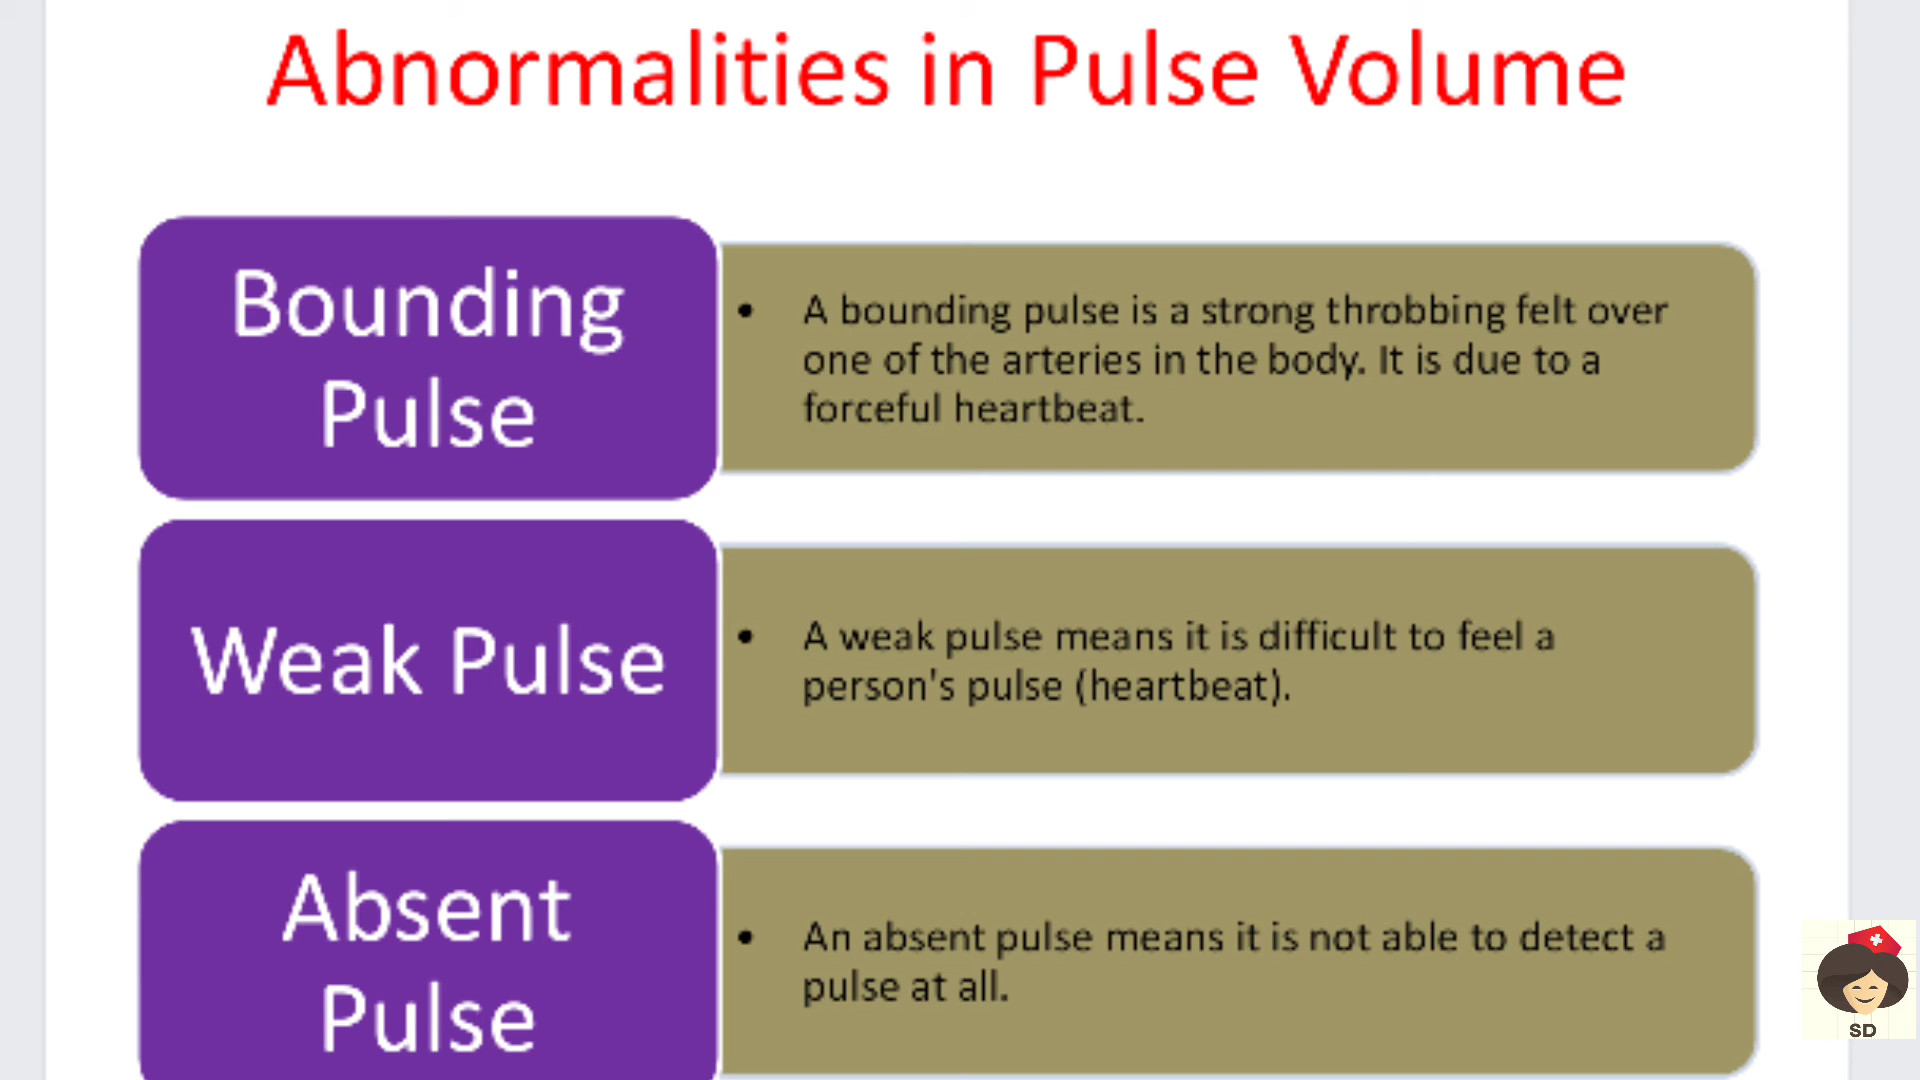 Abnormalities in Pulse Volume
Bounding
Pulse
• A bounding pulse is a strong throbbing felt over
one of the arteries in the body. It is due to a
forceful heartbeat.
Weak Pulse
• A weak pulse means it is difficult to feel a
person's pulse (heartbeat).
Absent
Pulse
• An absent pulse means it is not able to detect a
pulse at all.
SD